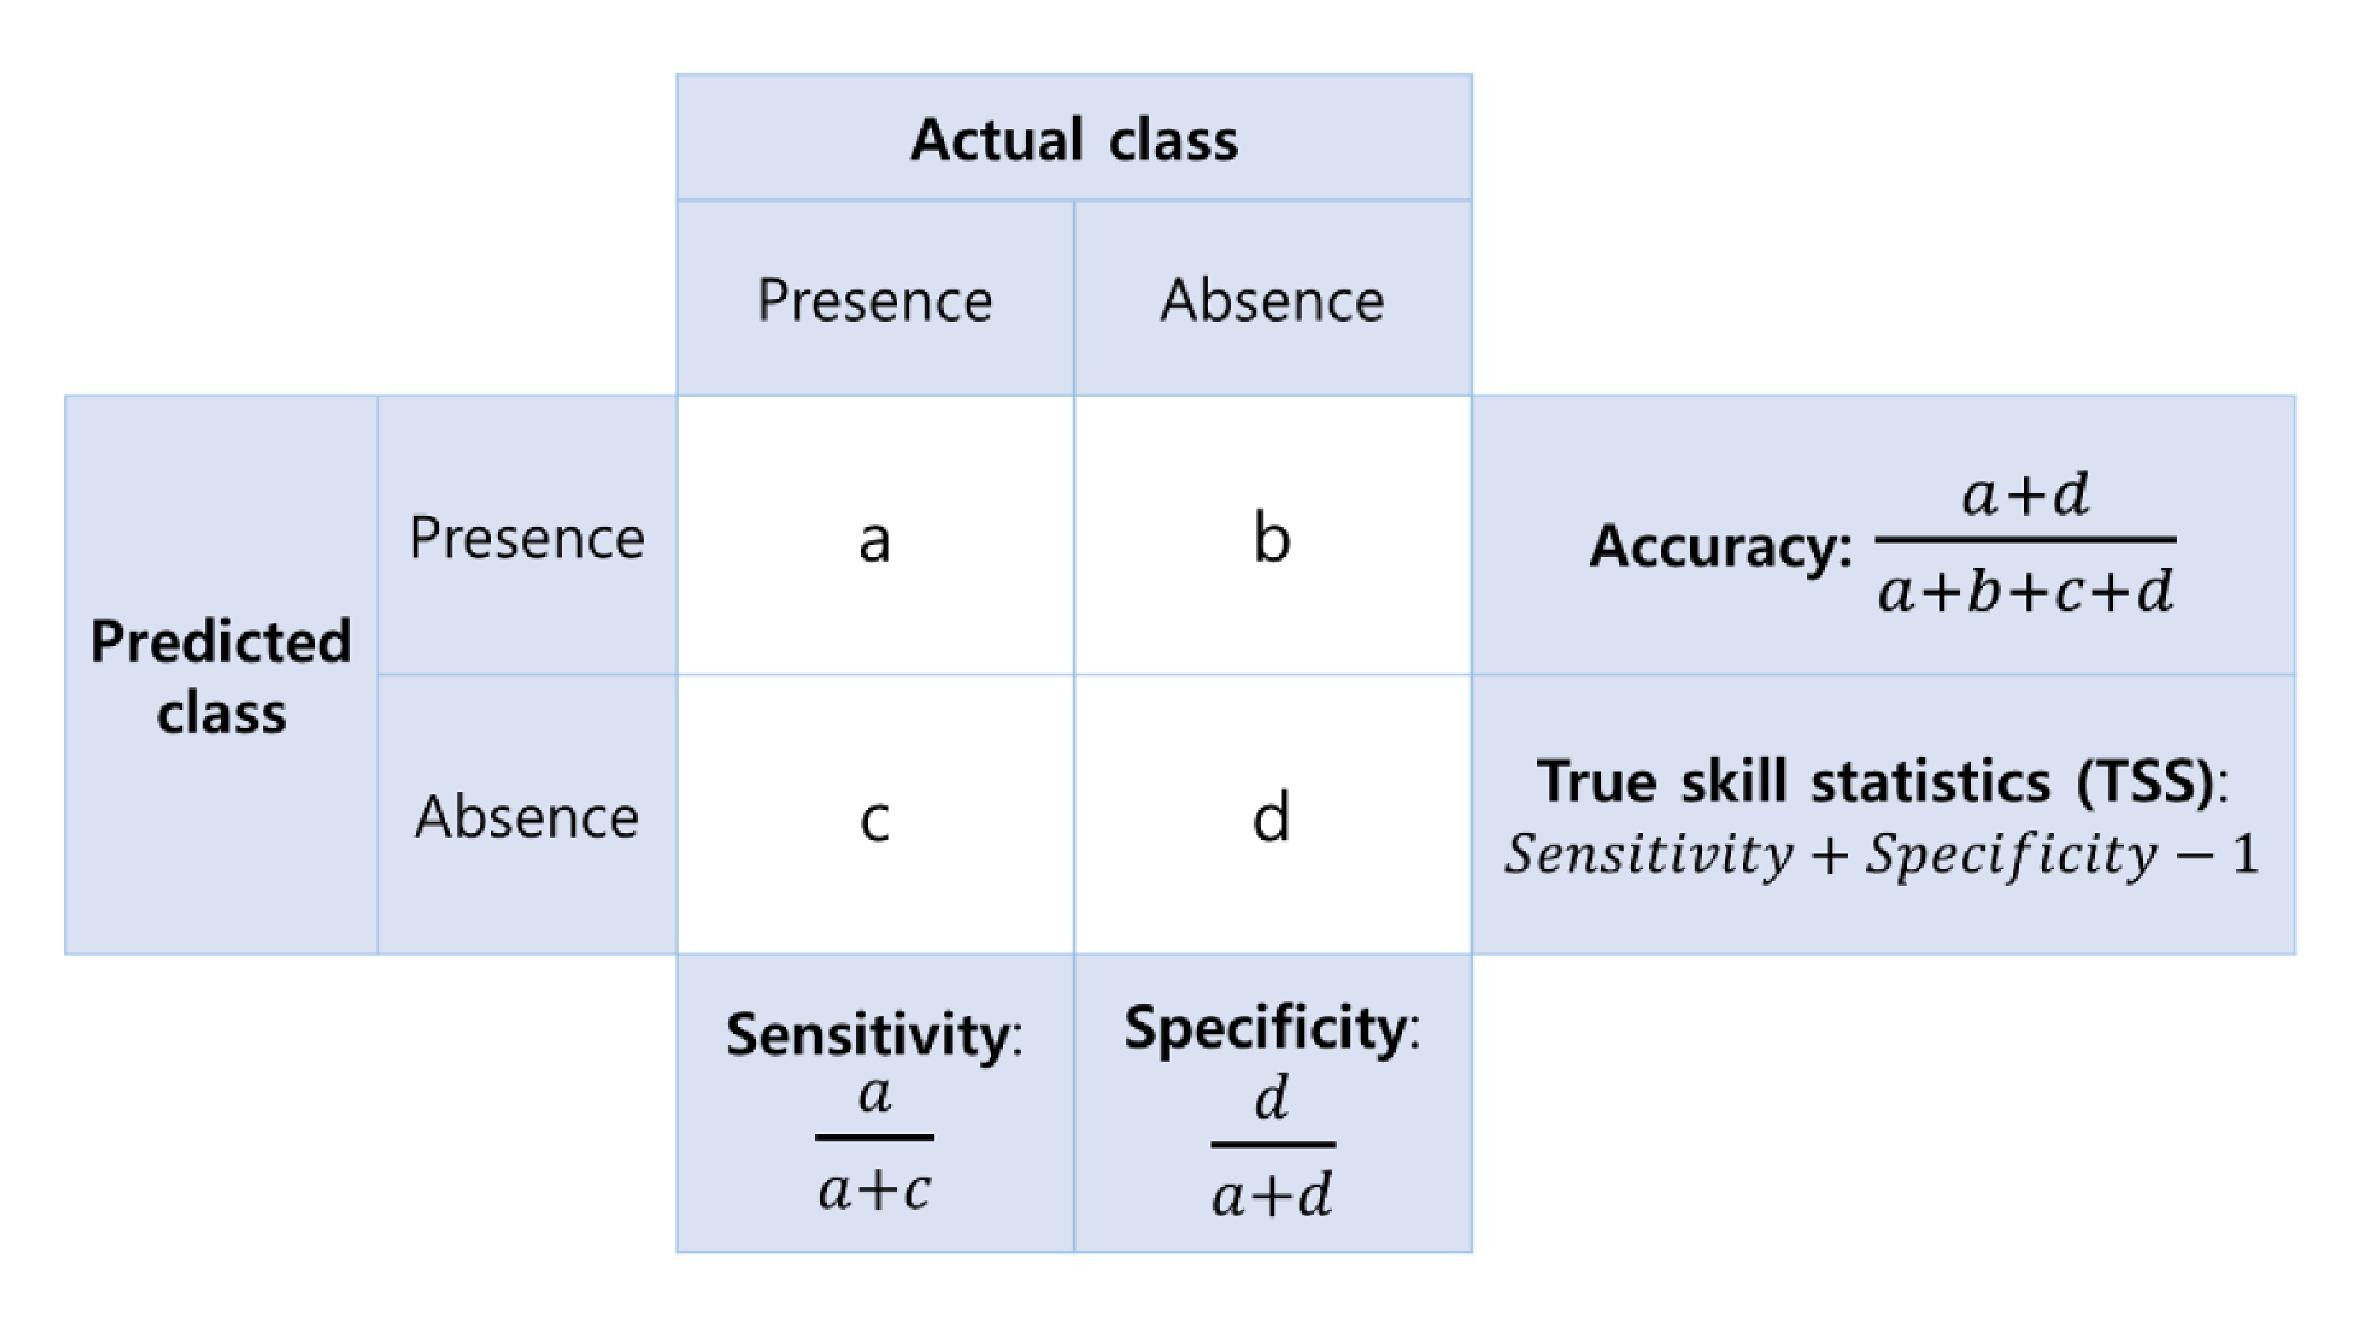 Actual class
Presence
Absence
Predicted
class
Presence
a
b
Accuracy: a+d
a+b+c+d
Absence
c
d
True skill statistics (TSS):
Sensitivity + Specificity − 1
Sensitivity:
a
a+c
Specificity:
d
a+d